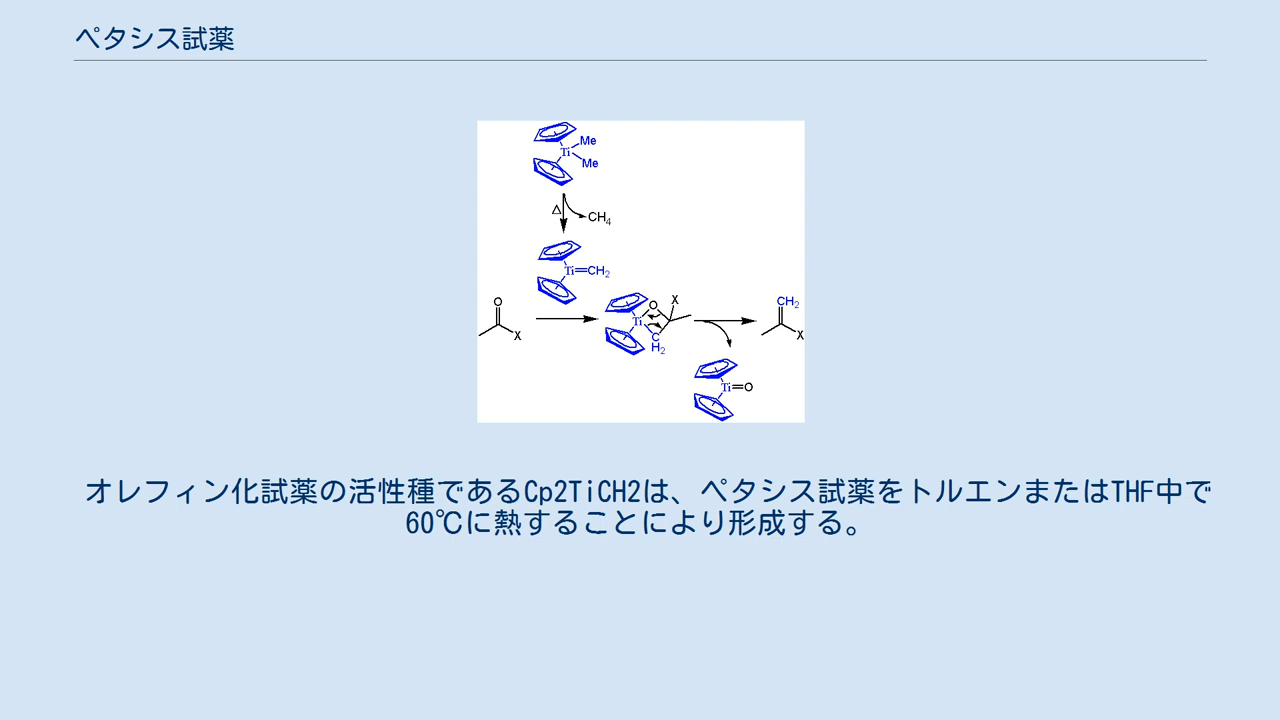 ペタシス試薬
Me
Ti
Me
△
CH4
Ti=CH2
O
X
O
X
Ti
C
H2
CH2
X
Ti=O
オレフィン化試薬の活性種であるCp2TiCH2は、ペタシス試薬をトルエンまたはTHF中で
60℃に熱することにより形成する。